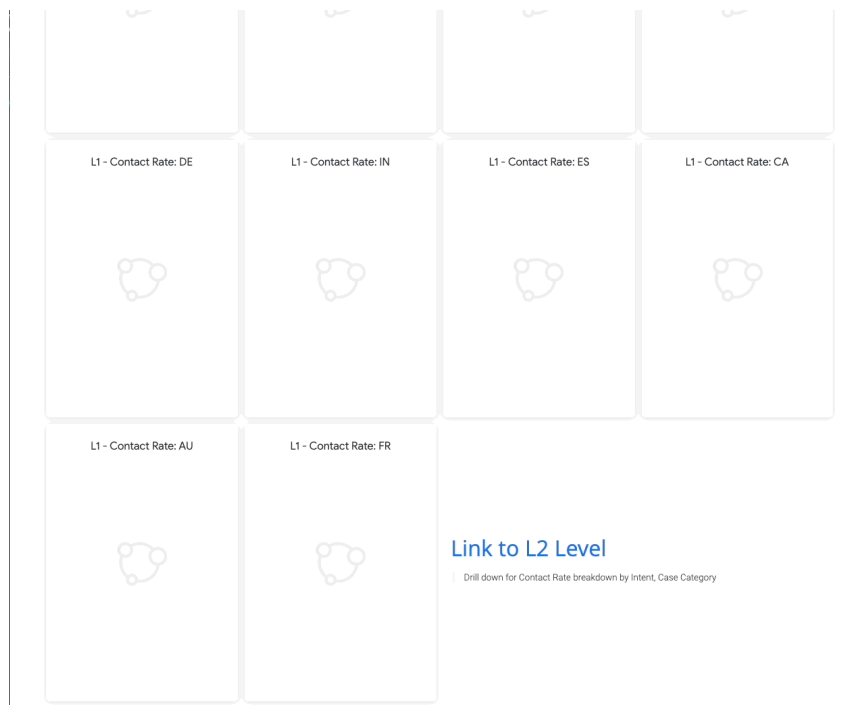 L1 - Contact Rate: DE
L1 - Contact Rate: IN
L1 - Contact Rate: ES
L1 - Contact Rate: CA
L1 - Contact Rate: AU
L1 - Contact Rate: FR
Link to L2 Level
Drill down for Contact Rate breakdown by Intent, Case Category